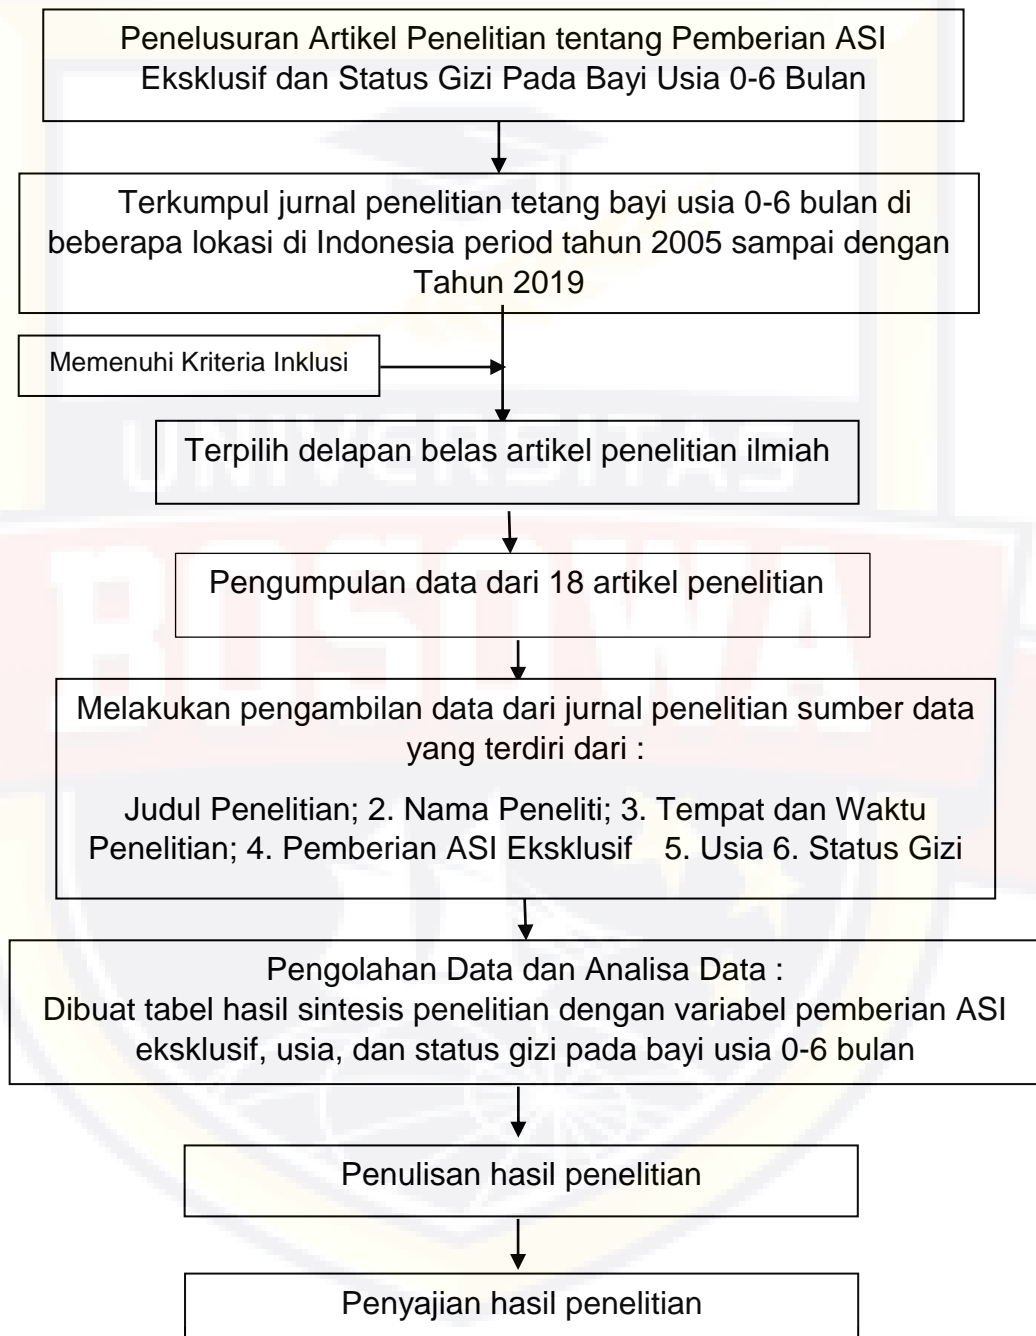 Penelusuran Artikel Penelitian tentang Pemberian ASI
Eksklusif dan Status Gizi Pada Bayi Usia 0-6 Bulan
Terkumpul jurnal penelitian tetang bayi usia 0-6 bulan di
beberapa lokasi di Indonesia period tahun 2005 sampai dengan
Tahun 2019
Memenuhi Kriteria Inklusi
Terpilih delapan belas artikel penelitian ilmiah
UNIVERSITAS
Pengumpulan data dari 18 artikel penelitian
BOSOWA
Melakukan pengambilan data dari jurnal penelitian sumber data
yang terdiri dari :
Judul Penelitian; 2. Nama Peneliti; 3. Tempat dan Waktu
Penelitian; 4. Pemberian ASI Eksklusif 5. Usia 6. Status Gizi
Pengolahan Data dan Analisa Data :
Dibuat tabel hasil sintesis penelitian dengan variabel pemberian ASI
eksklusif, usia, dan status gizi pada bayi usia 0-6 bulan
Penulisan hasil penelitian
Penyajian hasil penelitian